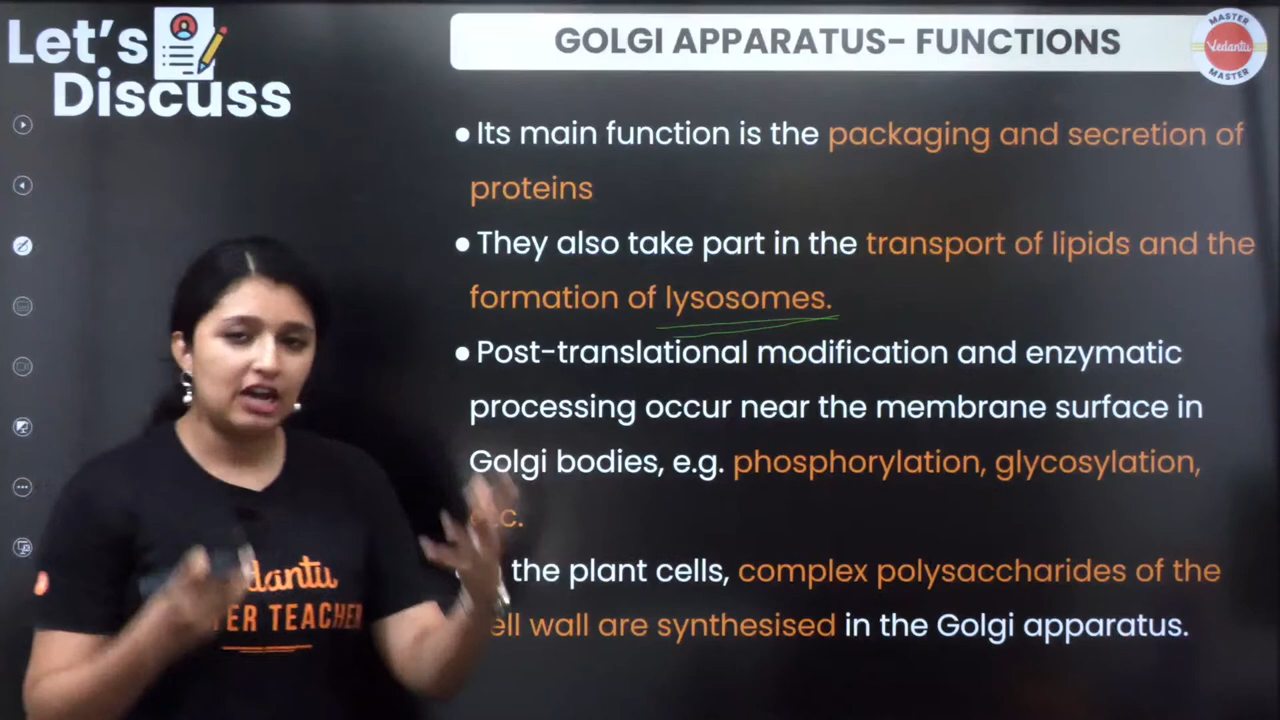 Let's
Discuss
GOLGI APPARATUS- FUNCTIONS
MASTER
Vedantu
MASTER
● Its main function is the packaging and secretion of
proteins
● They also take part in the transport of lipids and the
formation of lysosomes.
● Post-translational modification and enzymatic
processing occur near the membrane surface in
Golgi bodies, e.g. phosphorylation, glycosylation,
the plant cells, complex polysaccharides of the
wall are synthesised in the Golgi apparatus.
TEACHER